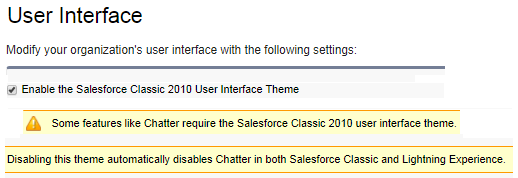 User Interface
Modify your organization's user interface with the following settings:
Enable the Salesforce Classic 2010 User Interface Theme
Some features like Chatter require the Salesforce Classic 2010 user interface theme.
Disabling this theme automatically disables Chatter in both Salesforce Classic and Lightning Experience.